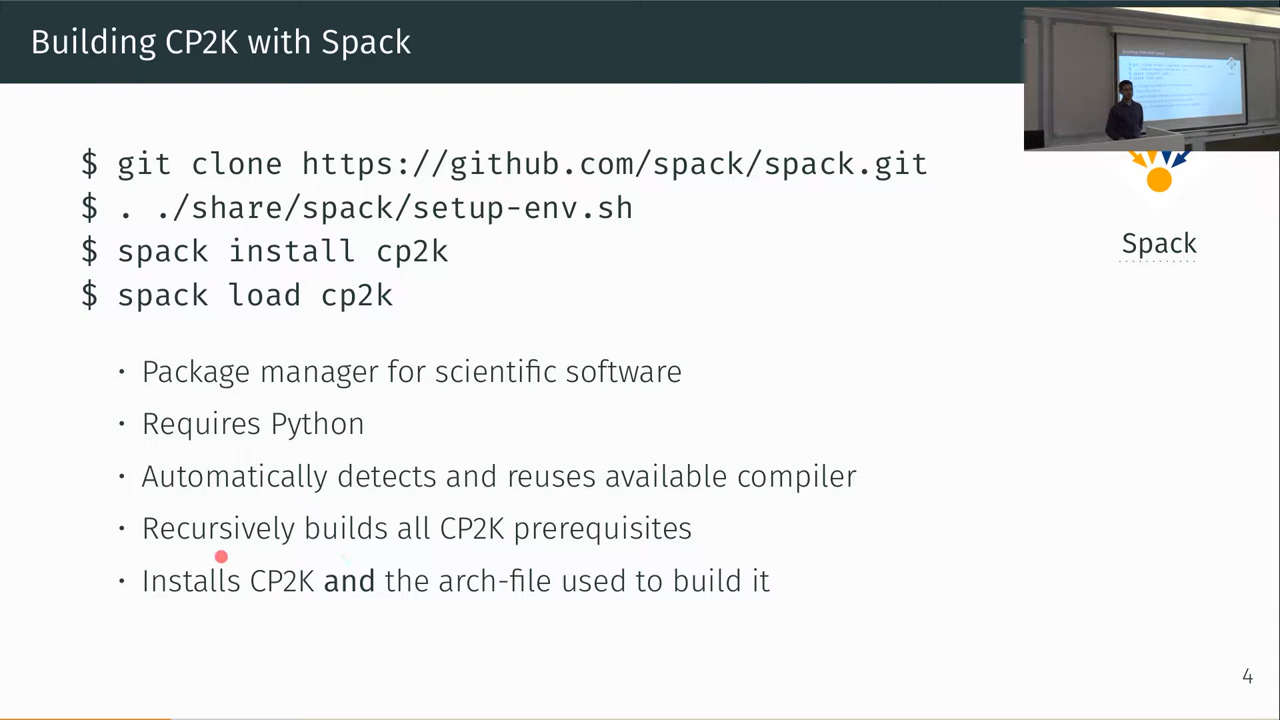 Building CP2K with Spack
$ git clone https://github.com/spack/spack.git
$ . ./share/spack/setup-env.sh
$ spack install cp2k
$ spack load cp2k
Spack
• Package manager for scientific software
• Requires Python
• Automatically detects and reuses available compiler
• Recursively builds all CP2K prerequisites
• Installs CP2K and the arch-file used to build it
4